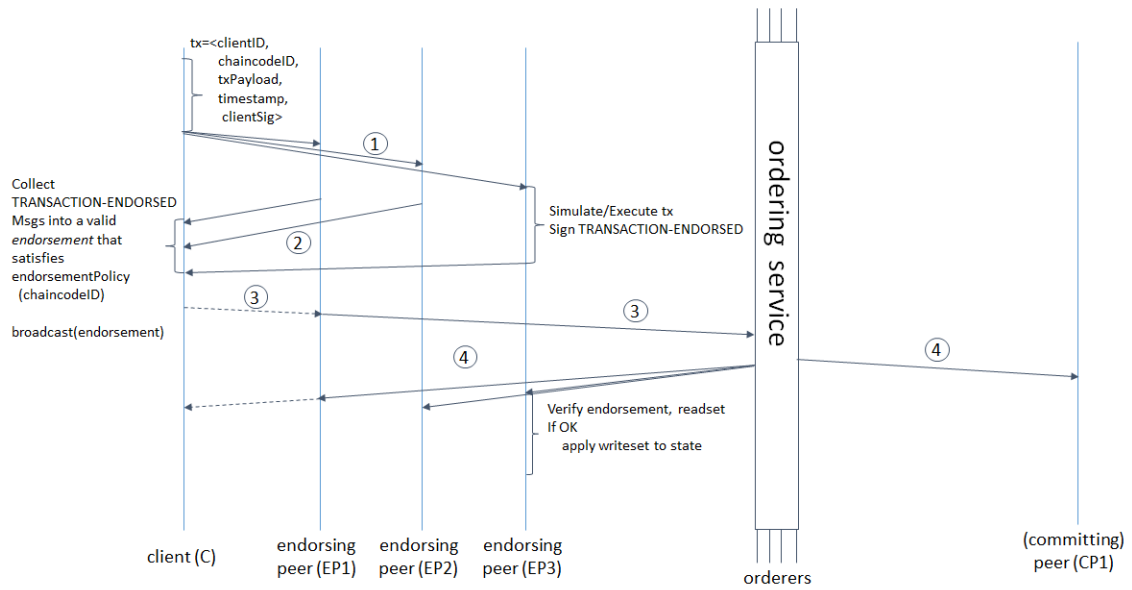 tx=<clientID,
chaincodeID,
txPayload,
timestamp,
clientSig>
1
Collect
TRANSACTION-ENDORSED
Msgs into a valid
endorsement that
satisfies
endorsementPolicy
(chaincodeID)
2
Simulate/Execute tx
Sign TRANSACTION-ENDORSED
ordering service
3
3
broadcast(endorsement)
4
4
Verify endorsement, readset
If OK
apply writeset to state
client (C)
endorsing
peer (EP1)
endorsing
peer (EP2)
endorsing
peer (EP3)
orderers
(committing)
peer (CP1)